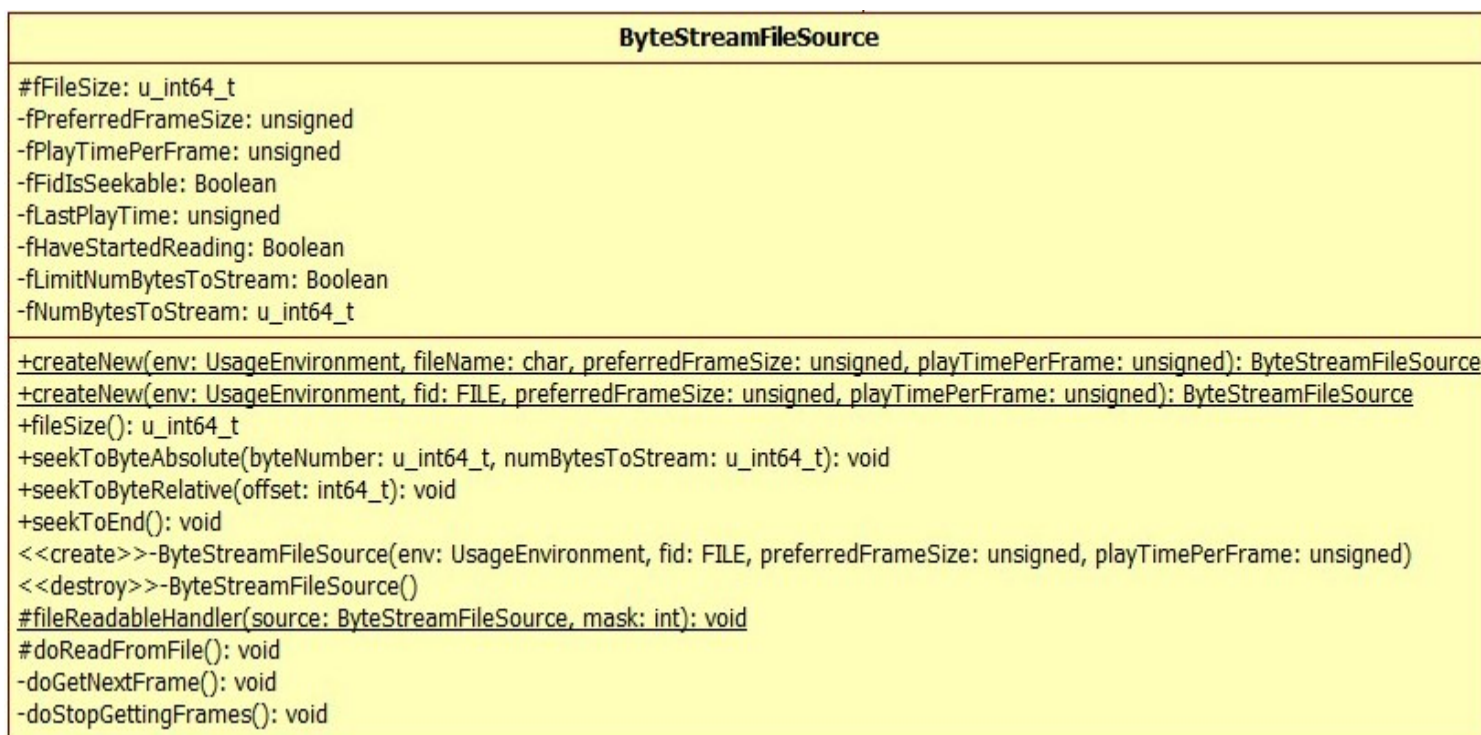 ByteStreamFileSource
#fFileSize: u_int64_t
-fPreferredFrameSize: unsigned
-fPlayTimePerFrame: unsigned
-fFidIsSeekable: Boolean
-fLastPlayTime: unsigned
-fHaveStartedReading: Boolean
-fLimitNumBytesToStream: Boolean
-fNumBytesToStream: u_int64_t
+createNew(env: UsageEnvironment, fileName: char, preferredFrameSize: unsigned, playTimePerFrame: unsigned): ByteStreamFileSource
+createNew(env: UsageEnvironment, fid: FILE, preferredFrameSize: unsigned, playTimePerFrame: unsigned): ByteStreamFileSource
+fileSize(): u_int64_t
+seekToByteAbsolute(byteNumber: u_int64_t, numBytesToStream: u_int64_t): void
+seekToByteRelative(offset: int64_t): void
+seekToEnd(): void
<<create>>-ByteStreamFileSource(env: UsageEnvironment, fid: FILE, preferredFrameSize: unsigned, playTimePerFrame: unsigned)
<<destroy>>-ByteStreamFileSource()
#fileReadableHandler(source: ByteStreamFileSource, mask: int): void
#doReadFromFile(): void
-doGetNextFrame(): void
-doStopGettingFrames(): void